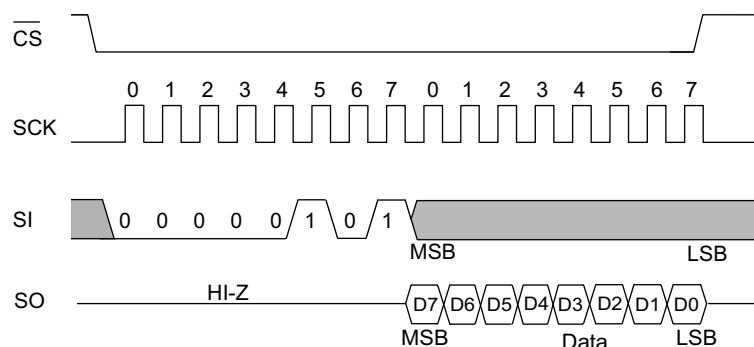 CS
0 1 2 3 4 5 6 7 0 1 2 3 4 5 6 7
SCK
SI 0 0 0 0 0 1 0 1
MSB LSB
HI-Z
SO D7 D6 D5 D4 D3 D2 D1 D0
MSB Data LSB